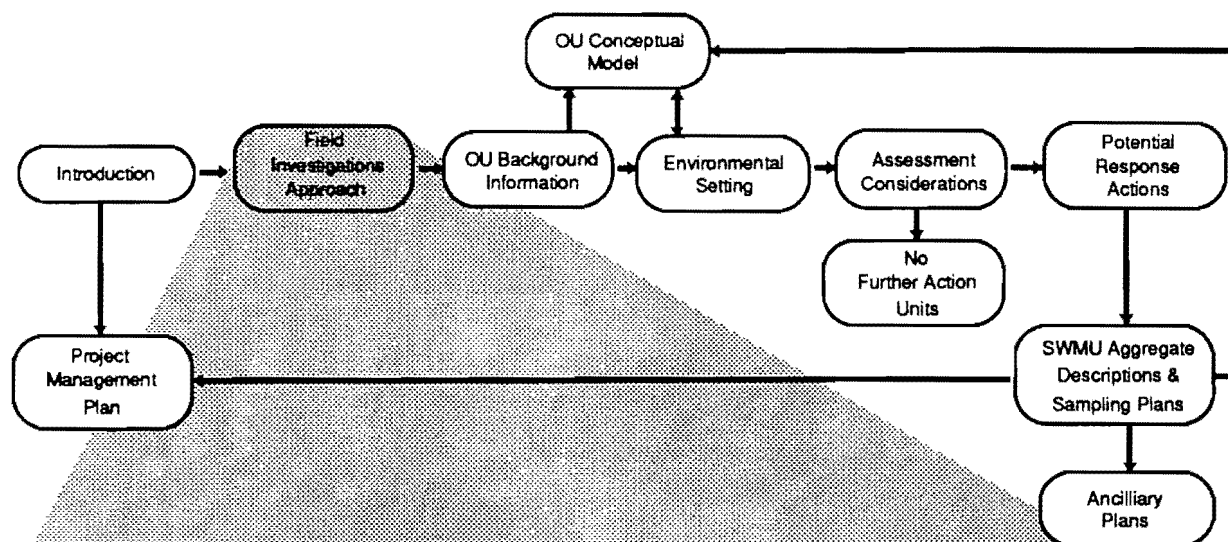 OU Conceptual
Model
Introduction
Field
Investigations
Approach
OU Background
Information
Environmental
Setting
Assessment
Considerations
Potential
Response
Actions
No
Further Action
Units
Project
Management
Plan
SWMU Aggregate
Descriptions &
Sampling Plans
Ancilliary
Plans